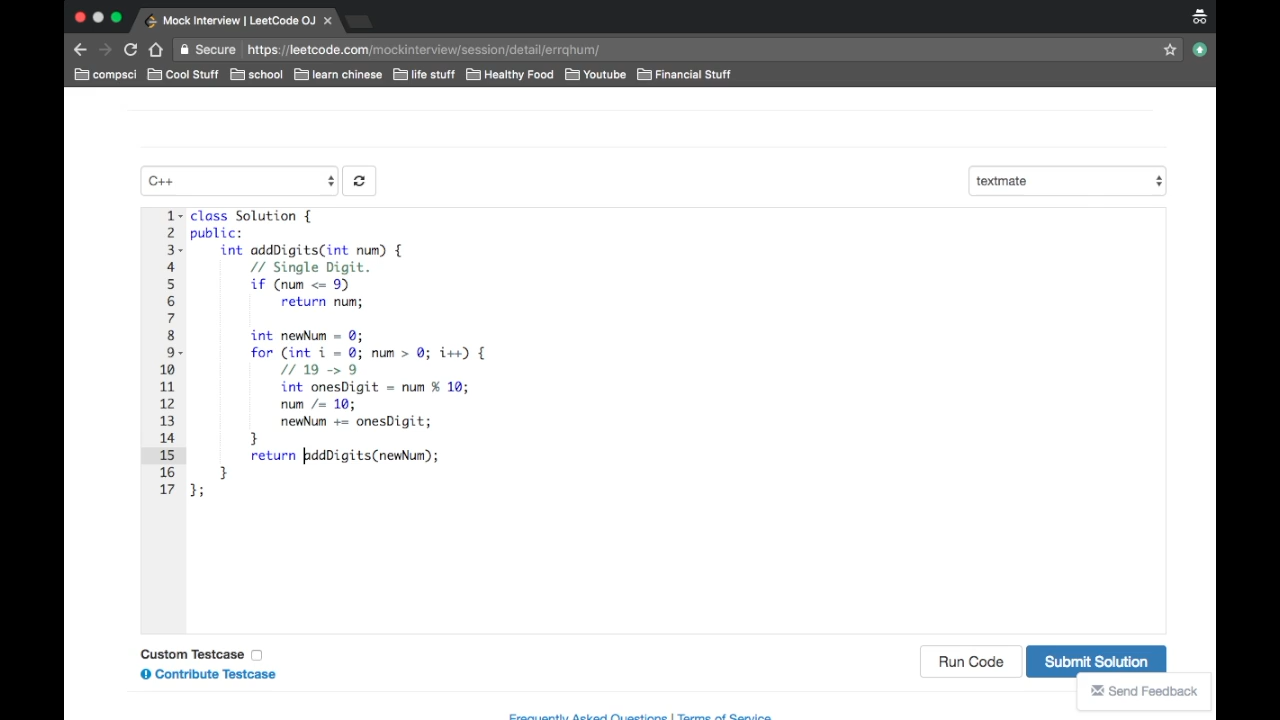 Mock Interview | LeetCode OJ
Secure https://leetcode.com/mockinterview/session/detail/errqhum/
compsci Cool Stuff school learn chinese life stuff Healthy Food Youtube Financial Stuff
C++ textmate
1 class Solution {
2 public:
3     int addDigits(int num) {
4         // Single Digit.
5         if (num <= 9)
6             return num;
7
8         int newNum = 0;
9         for (int i = 0; num > 0; i++) {
10             // 19 -> 9
11             int onesDigit = num % 10;
12             num /= 10;
13             newNum += onesDigit;
14         }
15         return addDigits(newNum);
16     }
17 };
Custom Testcase
Run Code Submit Solution
Contribute Testcase
Send Feedback
Frequently Asked Questions | Terms of Service